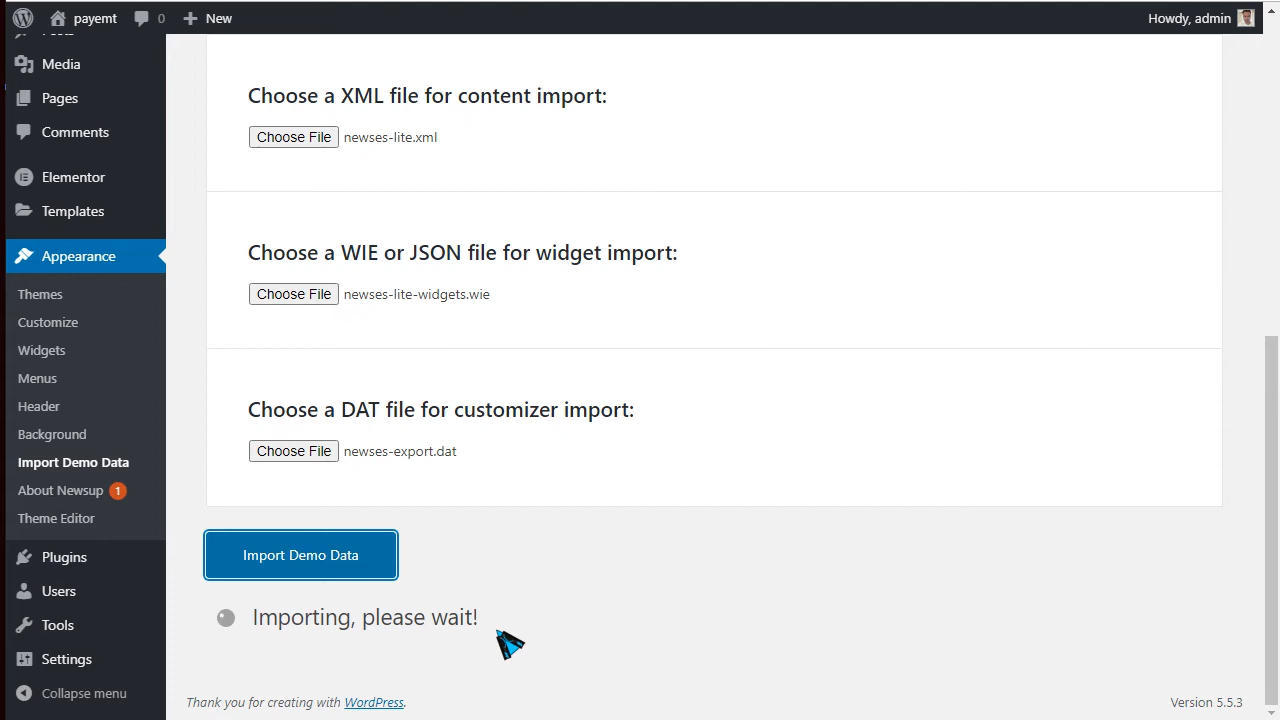 payemt
0
New
Howdy, admin
Media
Pages
Comments
Elementor
Templates
Appearance
Themes
Customize
Widgets
Menus
Header
Background
Import Demo Data
About Newsup 1
Theme Editor
Plugins
Users
Tools
Settings
Collapse menu
Choose a XML file for content import:
Choose File newses-lite.xml
Choose a WIE or JSON file for widget import:
Choose File newses-lite-widgets.wie
Choose a DAT file for customizer import:
Choose File newses-export.dat
Import Demo Data
Importing, please wait!
Thank you for creating with WordPress.
Version 5.5.3